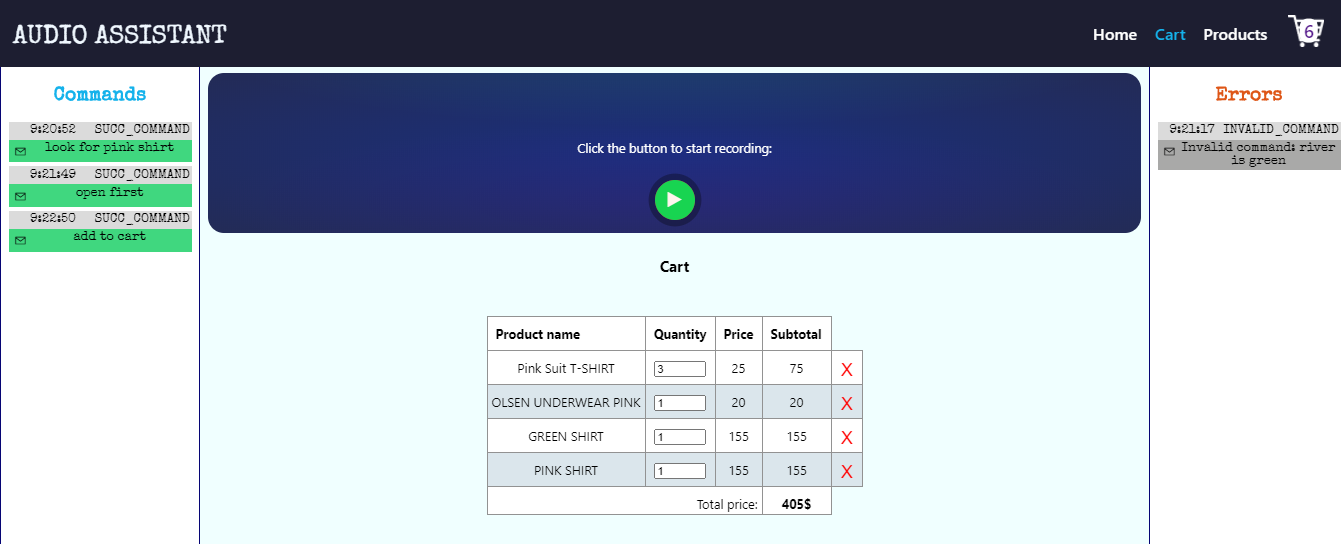 AUDIO ASSISTANT
Home Cart Products 6
Commands
9:20:52 SUCC_COMMAND
look for pink shirt
9:21:49 SUCC_COMMAND
open first
9:22:50 SUCC_COMMAND
add to cart
Click the button to start recording:
Cart
Product name Quantity Price Subtotal
Pink Suit T-SHIRT 3 25 75 X
OLSEN UNDERWEAR PINK 1 20 20 X
GREEN SHIRT 1 155 155 X
PINK SHIRT 1 155 155 X
Total price: 405$
Errors
9:21:17 INVALID_COMMAND
Invalid command: river
is green